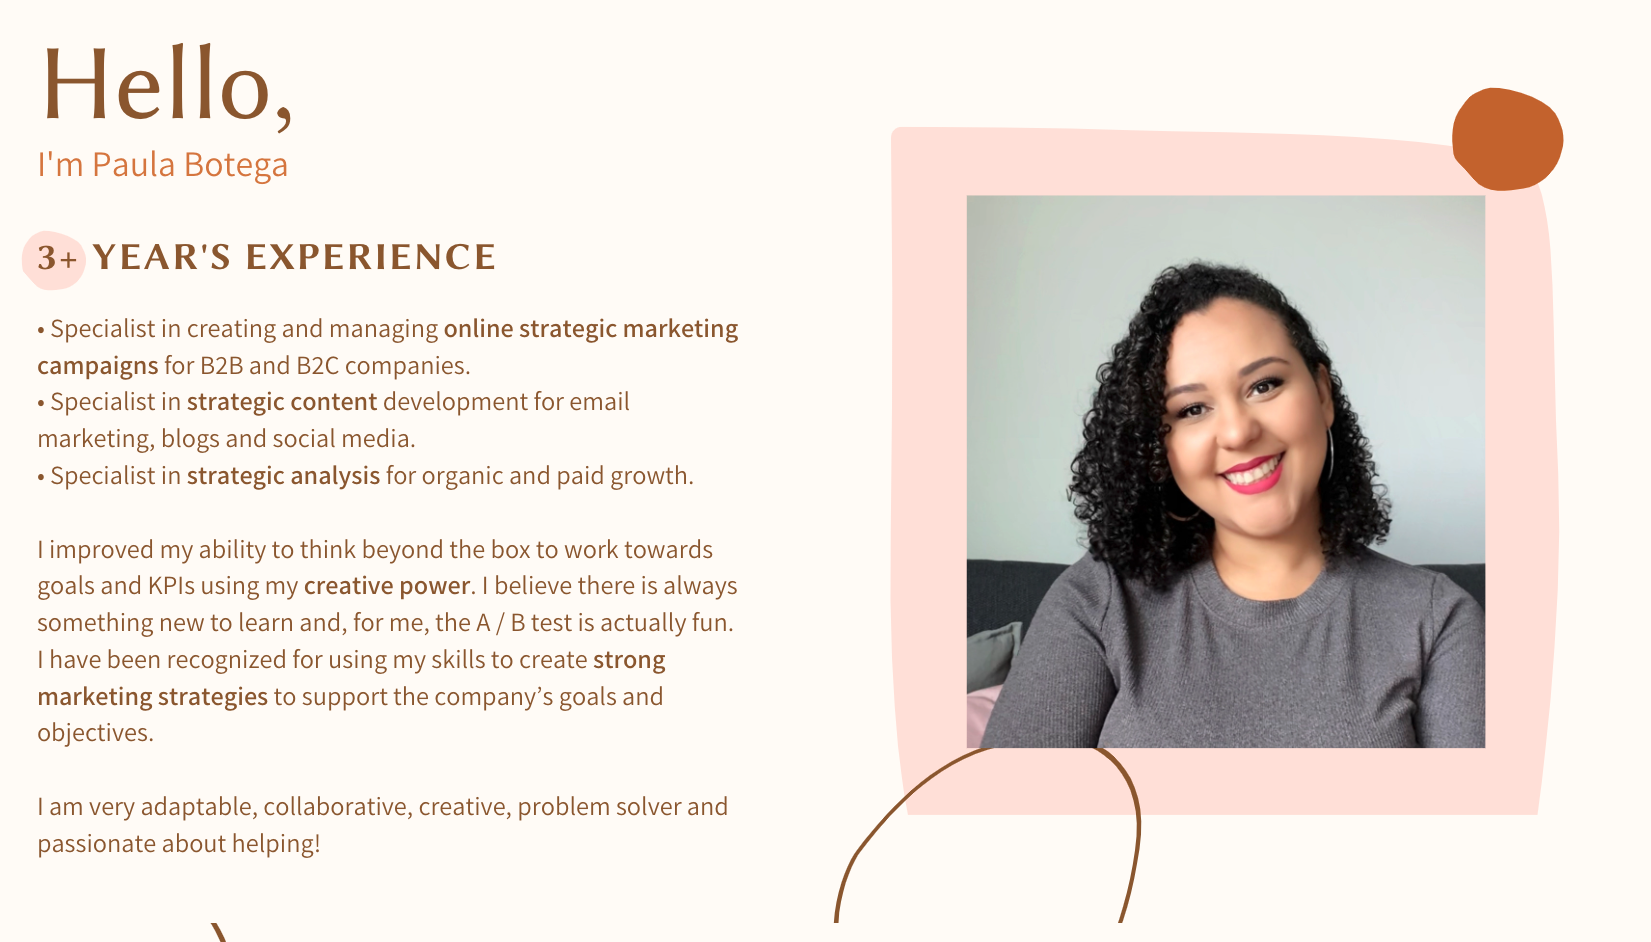 Hello,
I'm Paula Botega
3+ YEAR'S EXPERIENCE
• Specialist in creating and managing online strategic marketing
campaigns for B2B and B2C companies.
• Specialist in strategic content development for email
marketing, blogs and social media.
• Specialist in strategic analysis for organic and paid growth.
I improved my ability to think beyond the box to work towards
goals and KPIs using my creative power. I believe there is always
something new to learn and, for me, the A / B test is actually fun.
I have been recognized for using my skills to create strong
marketing strategies to support the company’s goals and
objectives.
I am very adaptable, collaborative, creative, problem solver and
passionate about helping!